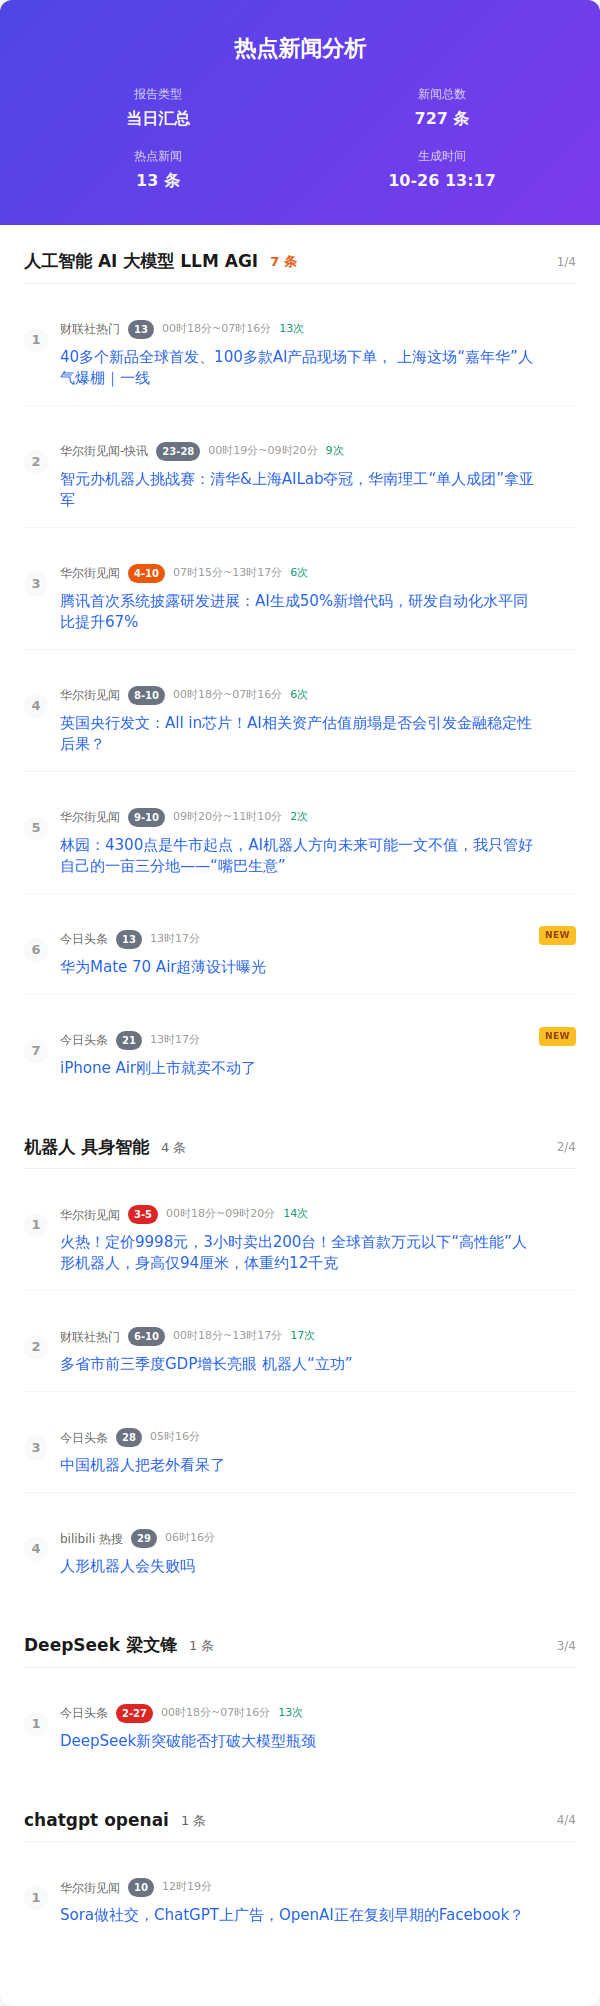 热点新闻分析
报告类型
新闻总数
当日汇总
727 条
热点新闻
生成时间
13 条
10-26 13:17
人工智能 AI 大模型 LLM AGI 7 条 1/4
1 财联社热门 13 00时18分~07时16分 13次
40多个新品全球首发、100多款AI产品现场下单， 上海这场“嘉年华”人
气爆棚｜一线
2 华尔街见闻-快讯 23-28 00时19分~09时20分 9次
智元办机器人挑战赛：清华&上海AILab夺冠，华南理工“单人成团”拿亚
军
3 华尔街见闻 4-10 07时15分~13时17分 6次
腾讯首次系统披露研发进展：AI生成50%新增代码，研发自动化水平同
比提升67%
4 华尔街见闻 8-10 00时18分~07时16分 6次
英国央行发文：All in芯片！AI相关资产估值崩塌是否会引发金融稳定性
后果？
5 华尔街见闻 9-10 09时20分~11时10分 2次
林园：4300点是牛市起点，AI机器人方向未来可能一文不值，我只管好
自己的一亩三分地——“嘴巴生意”
6 今日头条 13 13时17分 NEW
华为Mate 70 Air超薄设计曝光
7 今日头条 21 13时17分 NEW
iPhone Air刚上市就卖不动了
机器人 具身智能 4 条 2/4
1 华尔街见闻 3-5 00时18分~09时20分 14次
火热！定价9998元，3小时卖出200台！全球首款万元以下“高性能”人
形机器人，身高仅94厘米，体重约12千克
2 财联社热门 6-10 00时18分~13时17分 17次
多省市前三季度GDP增长亮眼 机器人“立功”
3 今日头条 28 05时16分
中国机器人把老外看呆了
4 bilibili 热搜 29 06时16分
人形机器人会失败吗
DeepSeek 梁文锋 1 条 3/4
1 今日头条 2-27 00时18分~07时16分 13次
DeepSeek新突破能否打破大模型瓶颈
chatgpt openai 1 条 4/4
1 华尔街见闻 10 12时19分
Sora做社交，ChatGPT上广告，OpenAI正在复刻早期的Facebook？